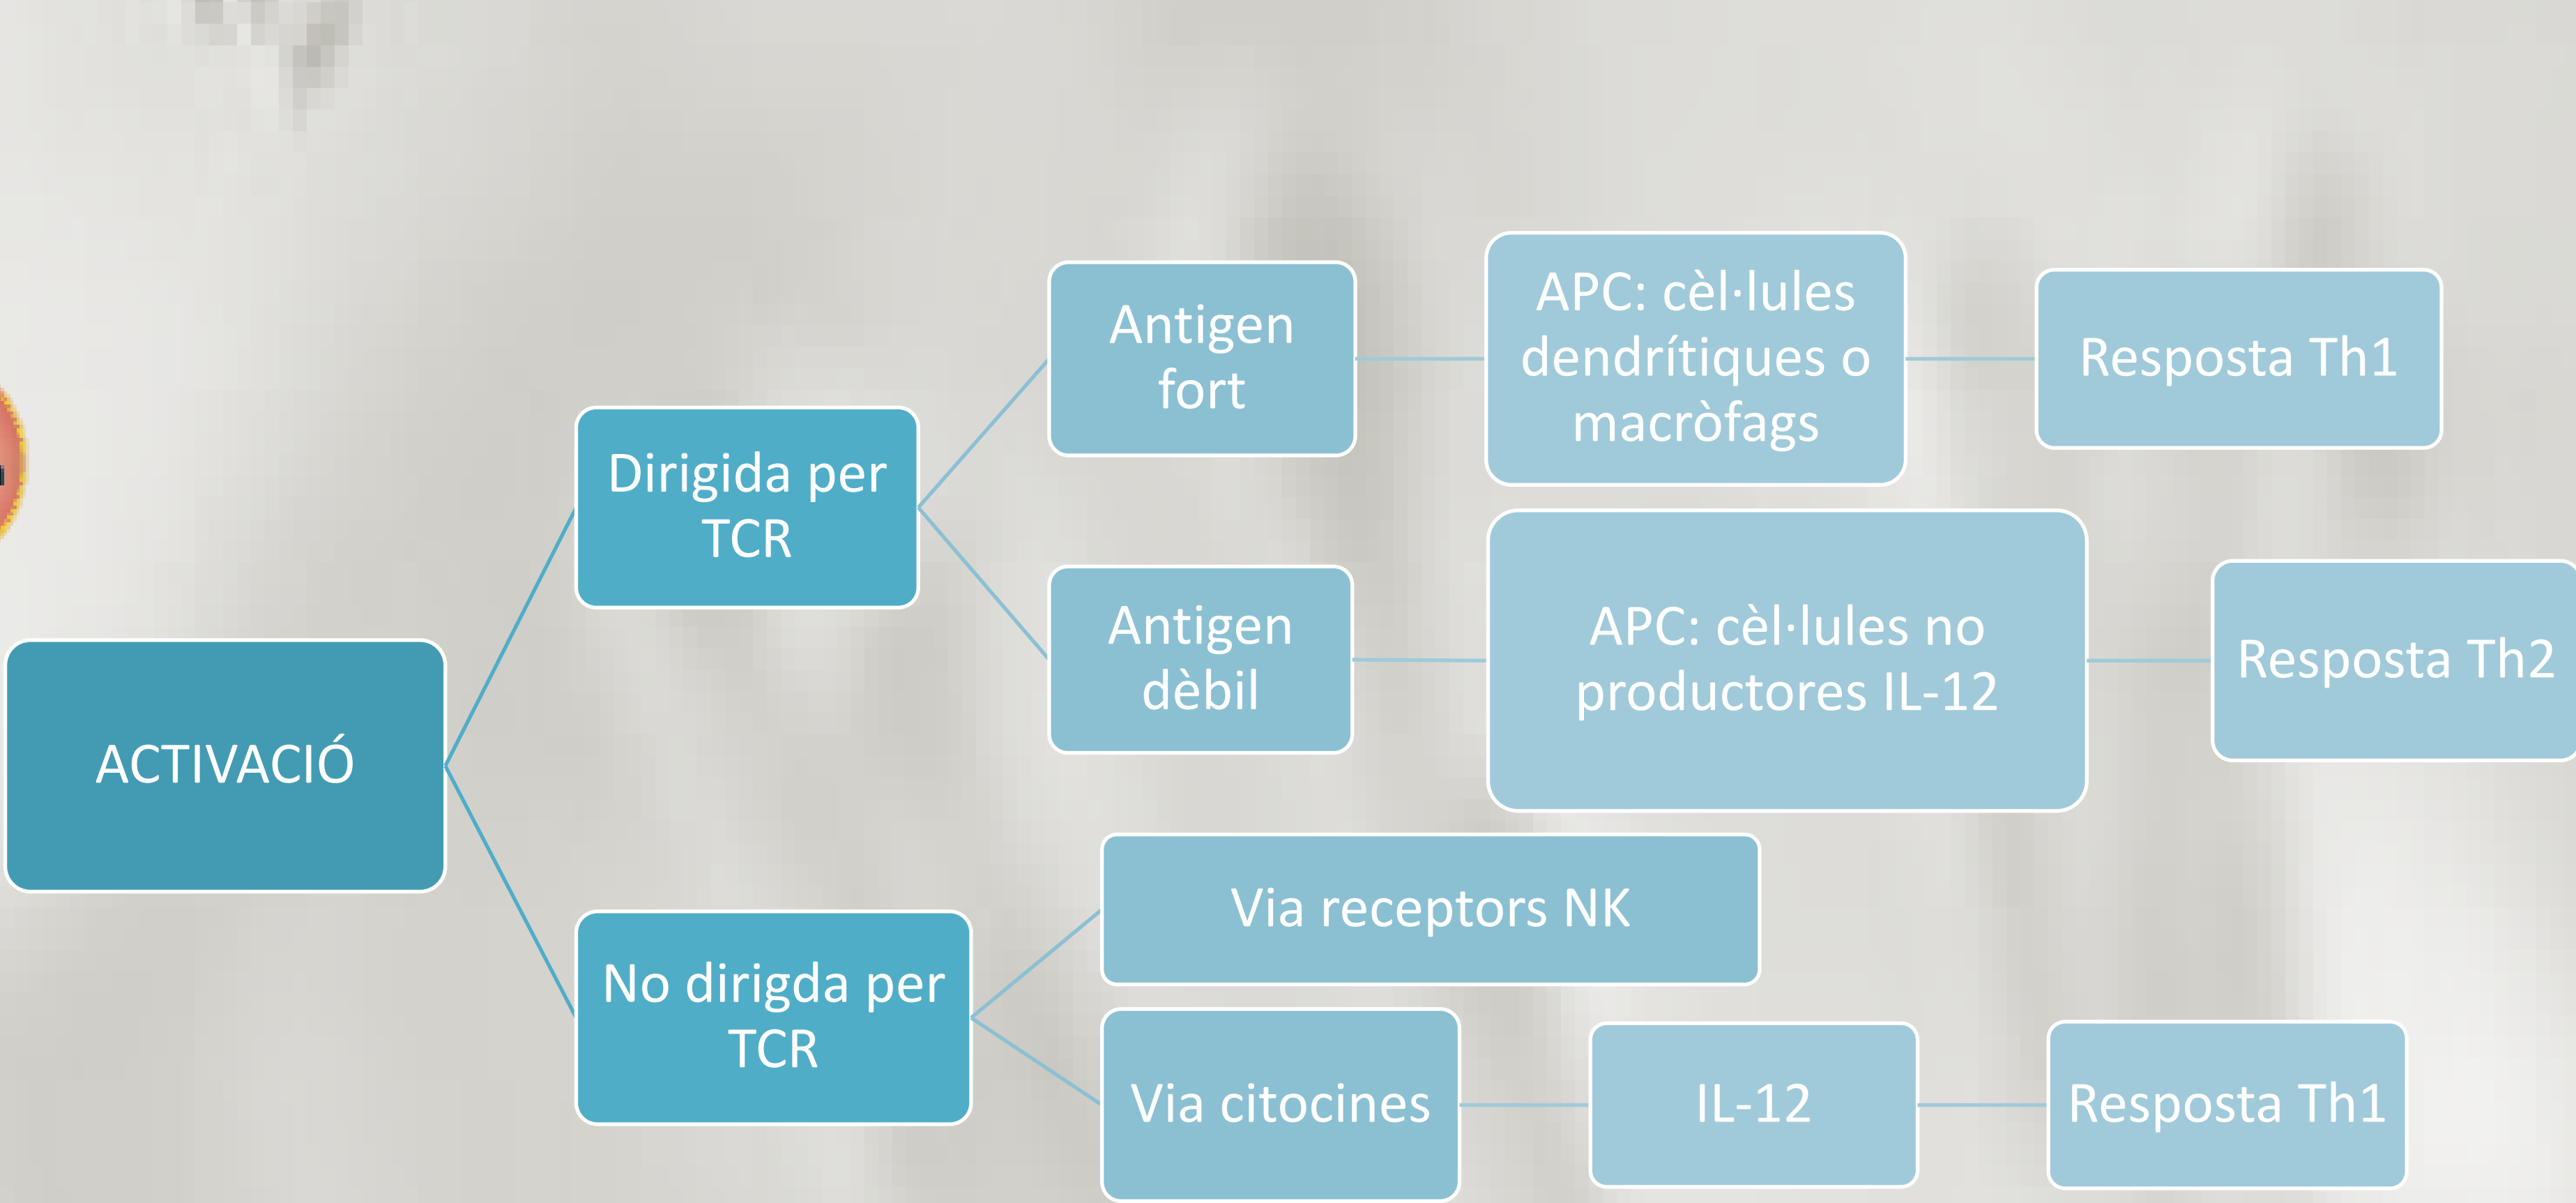 ACTIVACIÓ
Dirigida per
TCR
Antigen
fort
APC: cèl·lules
dendrítiques o
macròfags
Resposta Th1
Antigen
dèbil
APC: cèl·lules no
productores IL-12
Resposta Th2
No dirigda per
TCR
Via receptors NK
Via citocines
IL-12
Resposta Th1